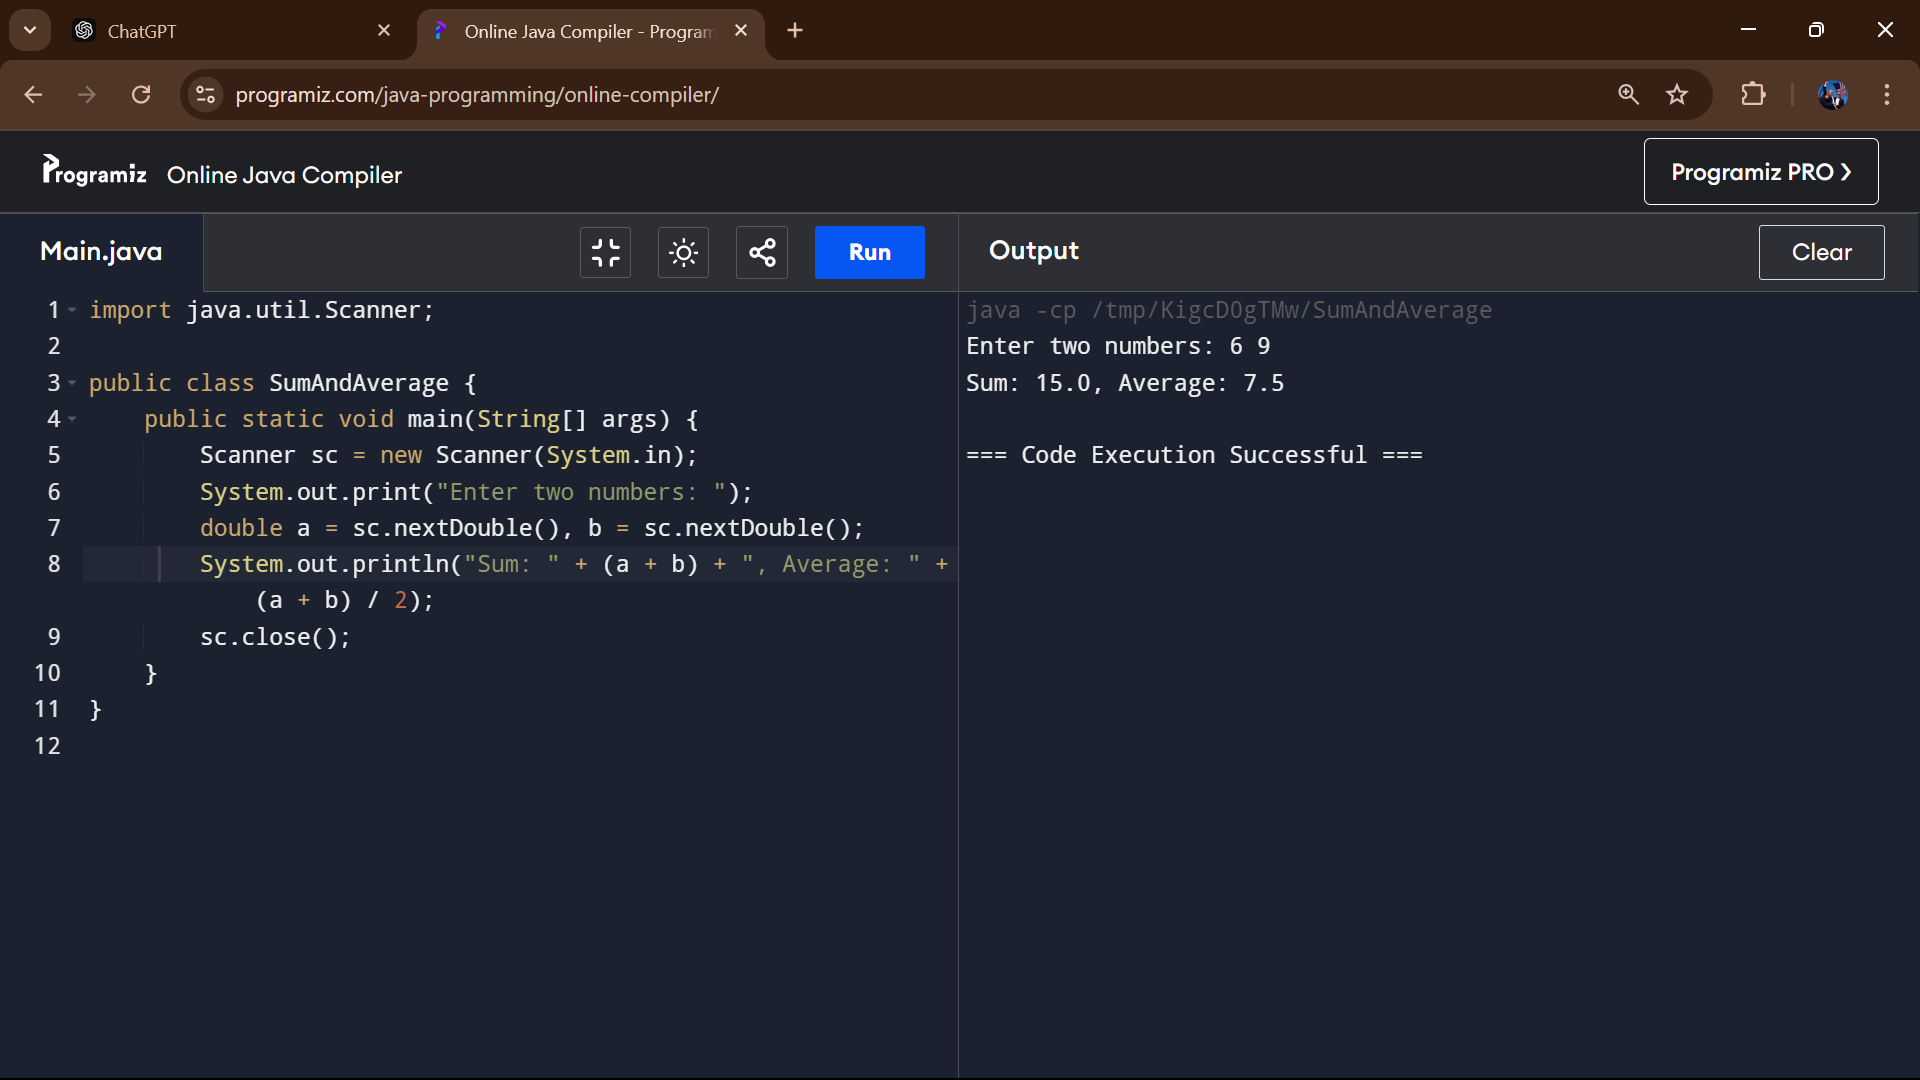 ChatGPT
Online Java Compiler - Program
programiz.com/java-programming/online-compiler/
Programiz Online Java Compiler
Programiz PRO ❯
Main.java
Run
Output
Clear
1 import java.util.Scanner;
2
3 public class SumAndAverage {
4     public static void main(String[] args) {
5         Scanner sc = new Scanner(System.in);
6         System.out.print("Enter two numbers: ");
7         double a = sc.nextDouble(), b = sc.nextDouble();
8         System.out.println("Sum: " + (a + b) + ", Average: " +
            (a + b) / 2);
9         sc.close();
10     }
11 }
12
java -cp /tmp/KigcD0gTMw/SumAndAverage
Enter two numbers: 6 9
Sum: 15.0, Average: 7.5
=== Code Execution Successful ===